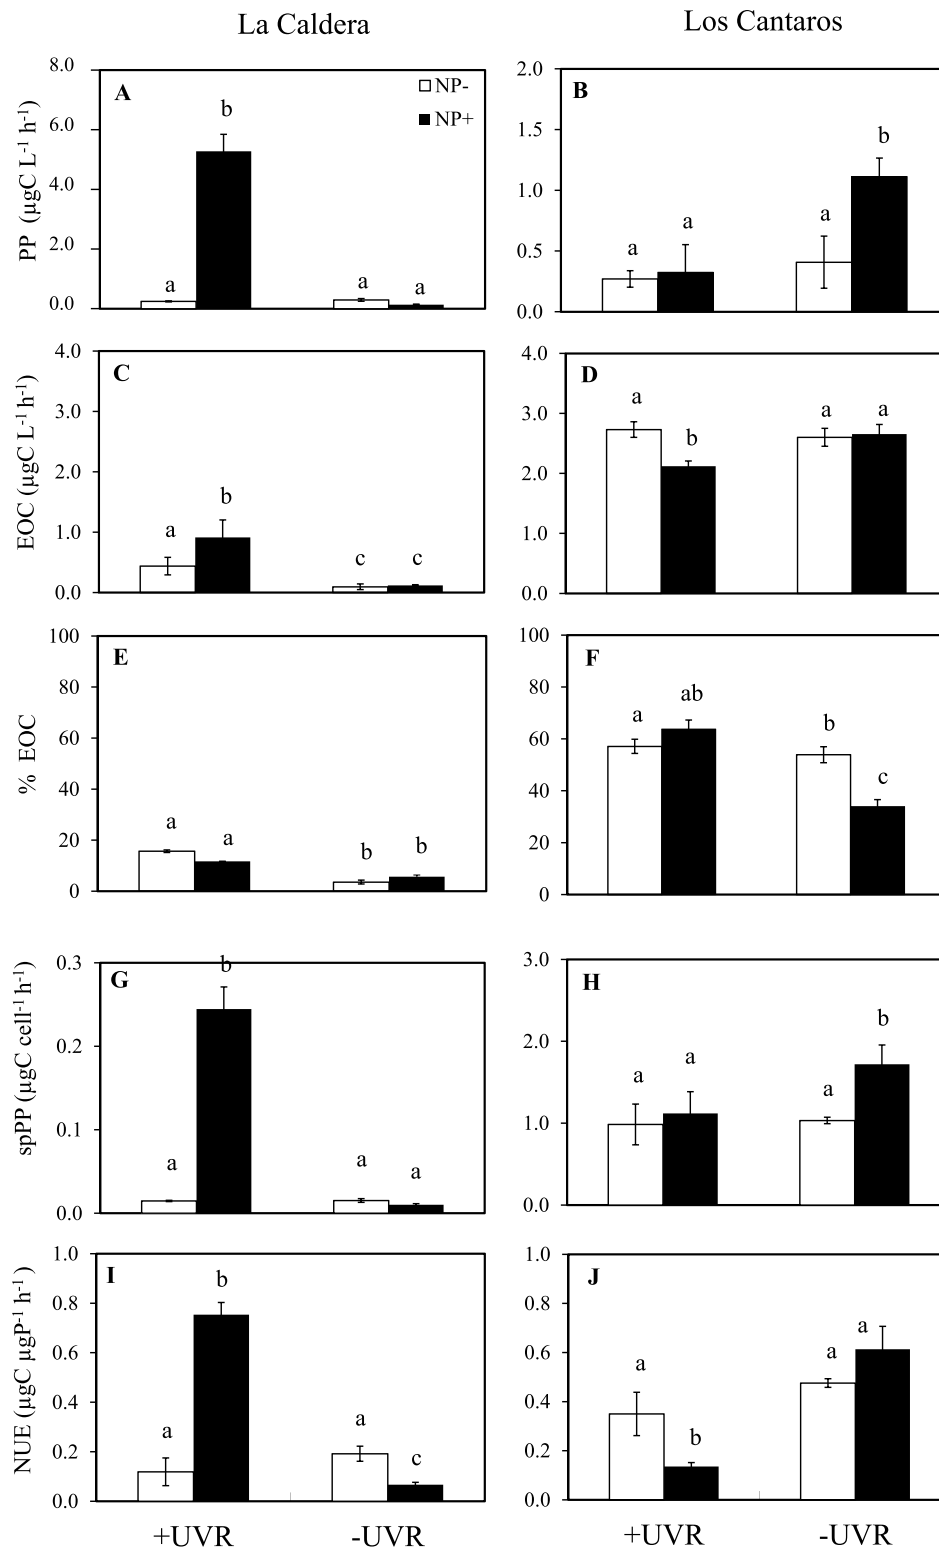 La Caldera
Los Cantaros
PP (µgC L-1 h-1)
8.0
6.0
4.0
2.0
0.0
A
NP-
NP+
a
b
a
a
2.0
1.5
1.0
0.5
0.0
B
a
a
a
b
EOC (µgC L-1 h-1)
4.0
3.0
2.0
1.0
0.0
C
a
b
c
c
4.0
3.0
2.0
1.0
0.0
D
a
b
a
a
% EOC
100
80
60
40
20
0
E
a
a
b
b
100
80
60
40
20
0
F
a
ab
b
c
spPP (µgC cell-1 h-1)
0.3
0.2
0.1
0.0
G
a
b
a
a
3.0
2.0
1.0
0.0
H
a
a
a
b
NUE (µgC µgP-1 h-1)
1.0
0.8
0.6
0.4
0.2
0.0
I
a
b
a
c
+UVR
-UVR
1.0
0.8
0.6
0.4
0.2
0.0
J
a
b
a
a
+UVR
-UVR